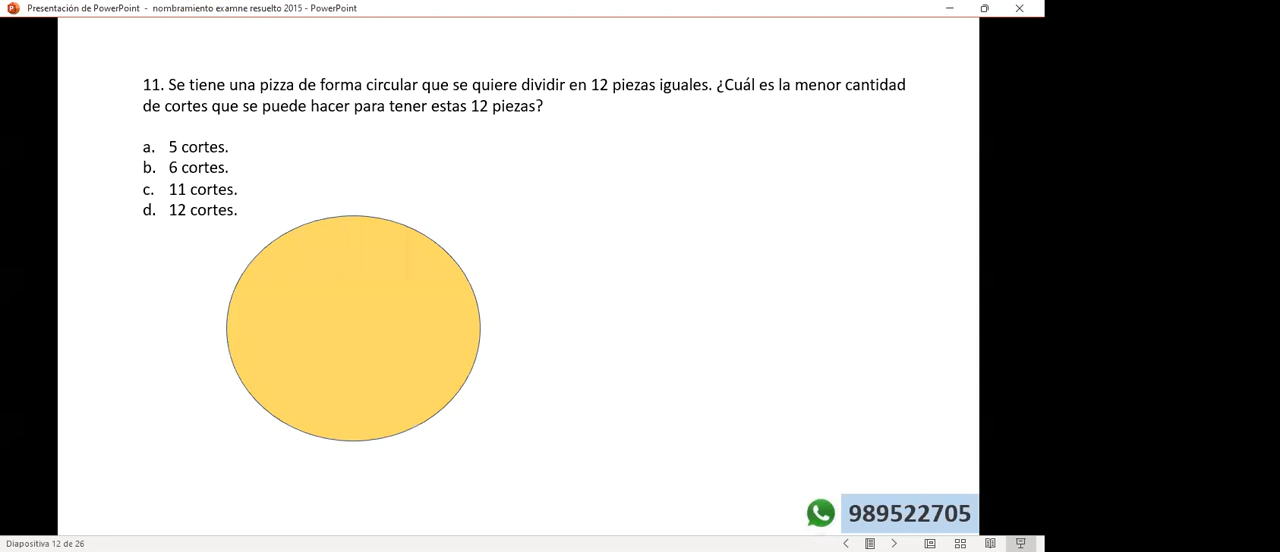 Presentación de PowerPoint - nombramiento examne resuelto 2015 - PowerPoint
11. Se tiene una pizza de forma circular que se quiere dividir en 12 piezas iguales. ¿Cuál es la menor cantidad
de cortes que se puede hacer para tener estas 12 piezas?
a. 5 cortes.
b. 6 cortes.
c. 11 cortes.
d. 12 cortes.
989522705
Diapositiva 12 de 26